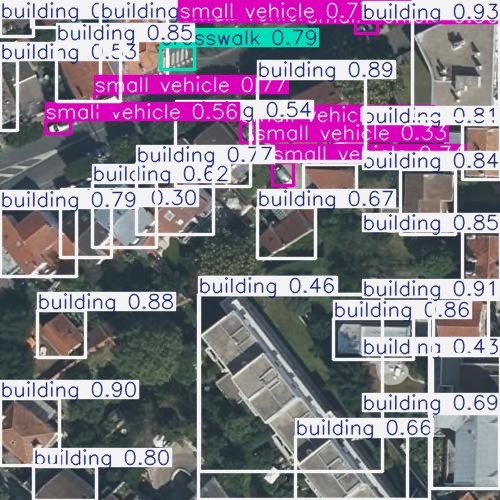 building
building
small vehicle 0.7
building 0.93
building 0.85
sswalk 0.79
0.53
building 0.89
small vehicle 0.77
small vehicle 0.56
g 0.54
building 0.81
small vehicle 0.33
building 0.77
building 0.84
building 0.62
building 0.79
0.30
building 0.67
building 0.85
building 0.46
building 0.91
building 0.88
building 0.86
building 0.43
building 0.90
building 0.69
building 0.66
building 0.80